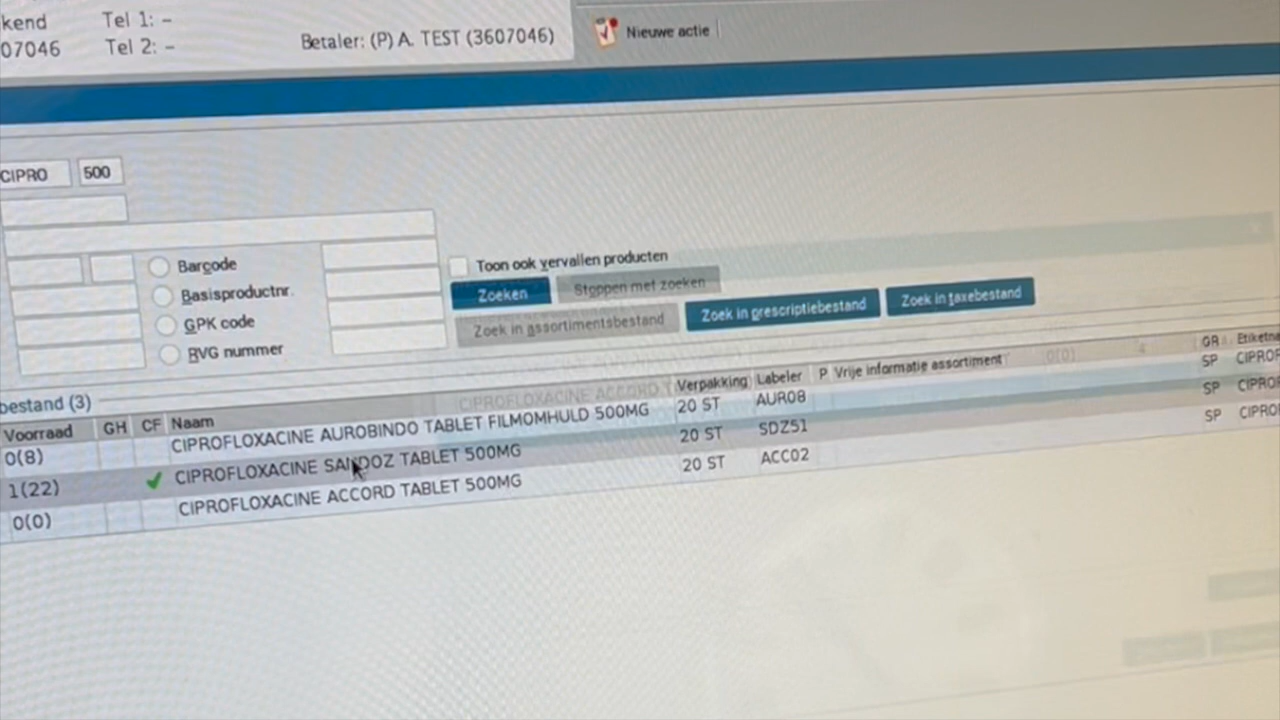 kend Tel 1: –
07046 Tel 2: – Betaler: (P) A. TEST (3607046) Nieuwe actie
CIPRO 500
Barcode
Basisproductnr.
GPK code
RVG nummer
Toon ook vervallen producten
Zoeken Stoppen met zoeken
Zoek in assortimentsbestand Zoek in prescriptiebestand Zoek in taxebestand
bestand (3)
Voorraad GH CF Naam Verpakking Labeler P Vrije informatie assortiment GR Etiketna
0(8) CIPROFLOXACINE AUROBINDO TABLET FILMOMHULD 500MG 20 ST AUR08 SP CIPROF
1(22) CIPROFLOXACINE SANDOZ TABLET 500MG 20 ST SDZ51 SP CIPROF
0(0) CIPROFLOXACINE ACCORD TABLET 500MG 20 ST ACC02 SP CIPRO